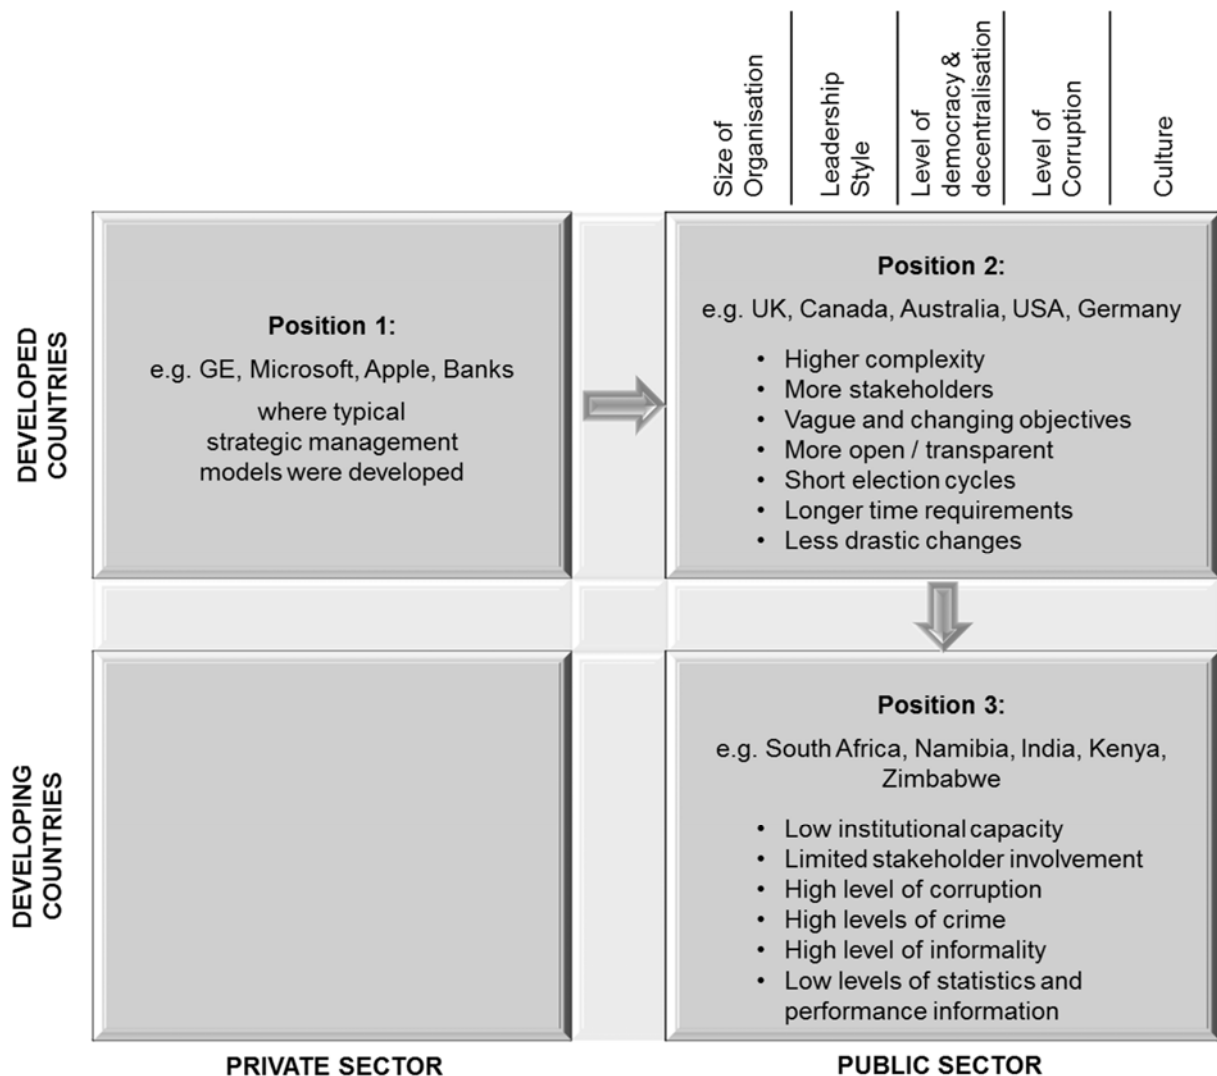 Size of
Organisation
Leadership
Style
Level of
democracy &
decentralisation
Level of
Corruption
Culture
DEVELOPED
COUNTRIES
Position 1:
e.g. GE, Microsoft, Apple, Banks
where typical
strategic management
models were developed
Position 2:
e.g. UK, Canada, Australia, USA, Germany
• Higher complexity
• More stakeholders
• Vague and changing objectives
• More open / transparent
• Short election cycles
• Longer time requirements
• Less drastic changes
DEVELOPING
COUNTRIES
Position 3:
e.g. South Africa, Namibia, India, Kenya,
Zimbabwe
• Low institutional capacity
• Limited stakeholder involvement
• High level of corruption
• High levels of crime
• High level of informality
• Low levels of statistics and
performance information
PRIVATE SECTOR
PUBLIC SECTOR